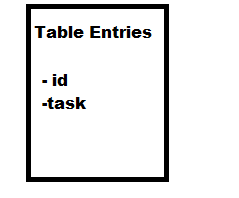 Table Entries
- id
-task